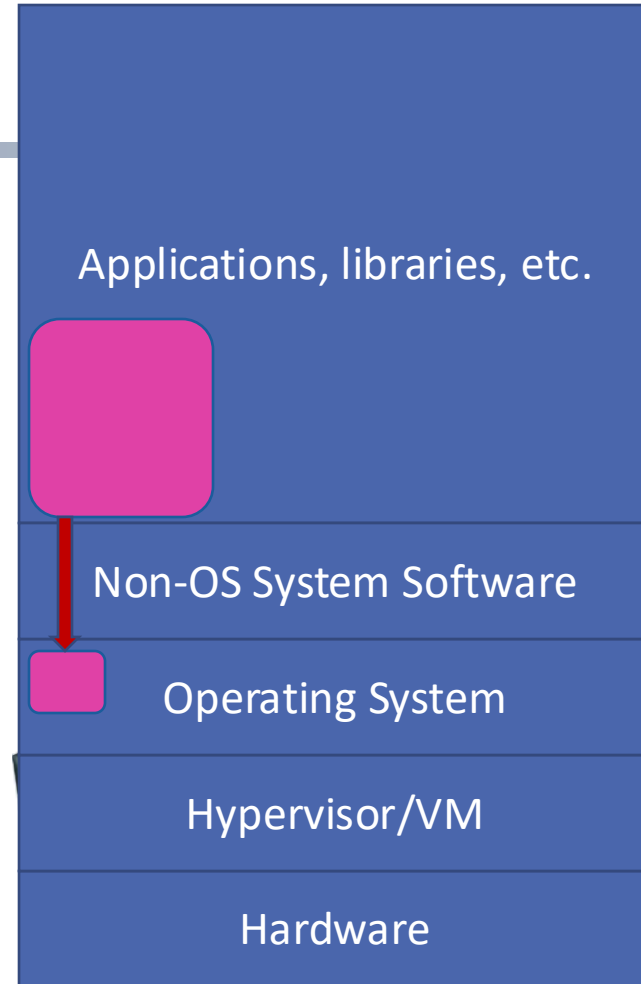 Applications, libraries, etc.
Non-OS System Software
Operating System
Hypervisor/VM
Hardware